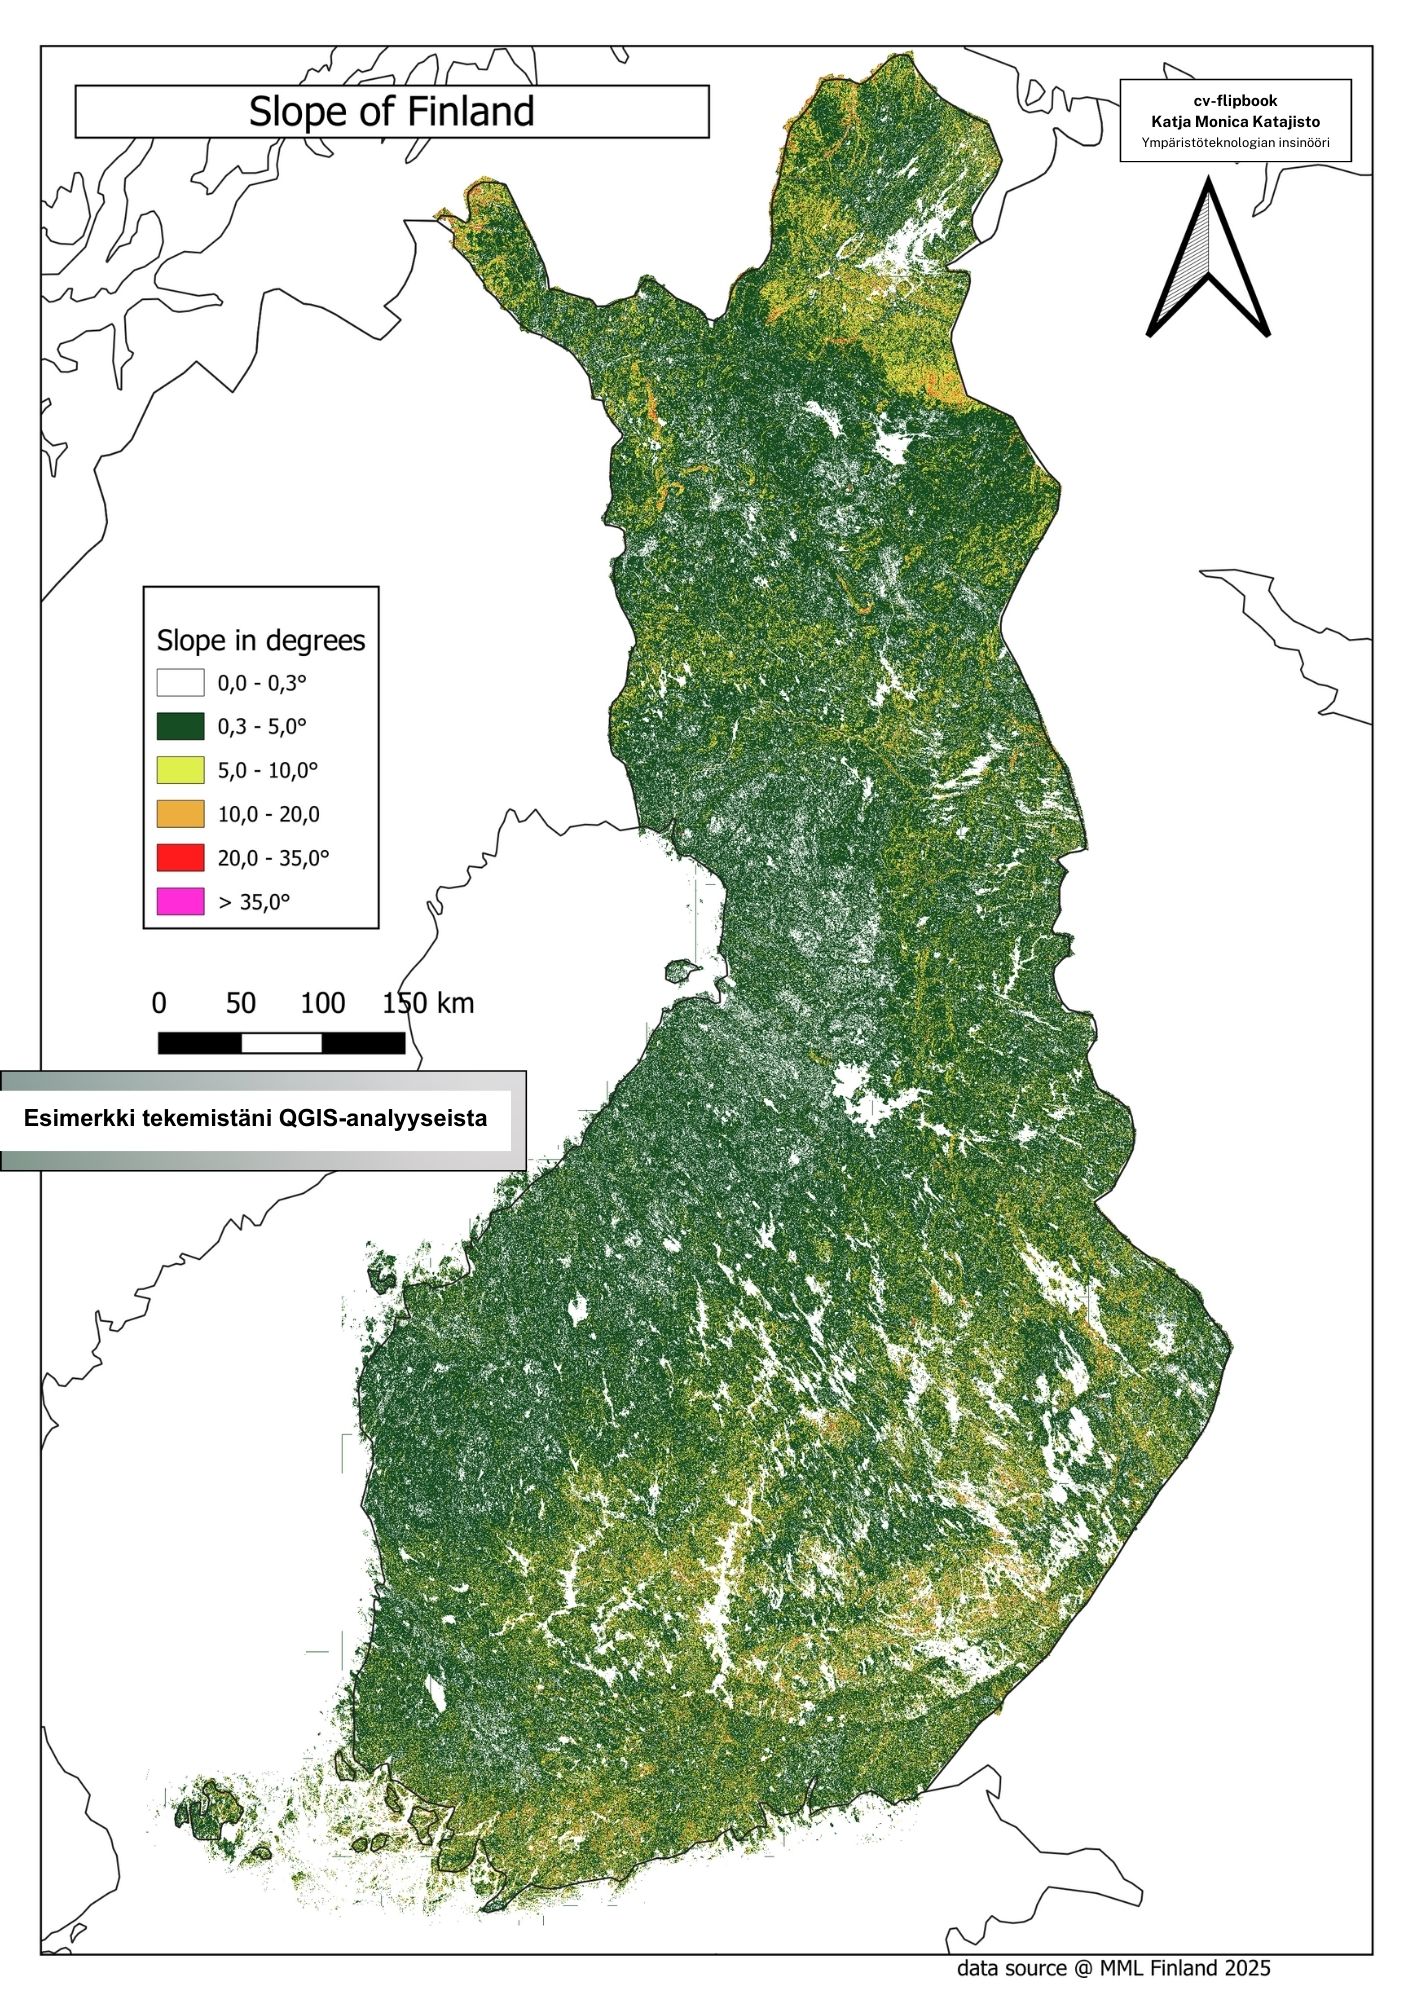 Slope of Finland
cv-flipbook
Katja Monica Katajisto
Ympäristöteknologian insinööri
Slope in degrees
0,0 - 0,3°
0,3 - 5,0°
5,0 - 10,0°
10,0 - 20,0
20,0 - 35,0°
> 35,0°
0 50 100 150 km
Esimerkki tekemistäni QGIS-analyyseista
data source @ MML Finland 2025